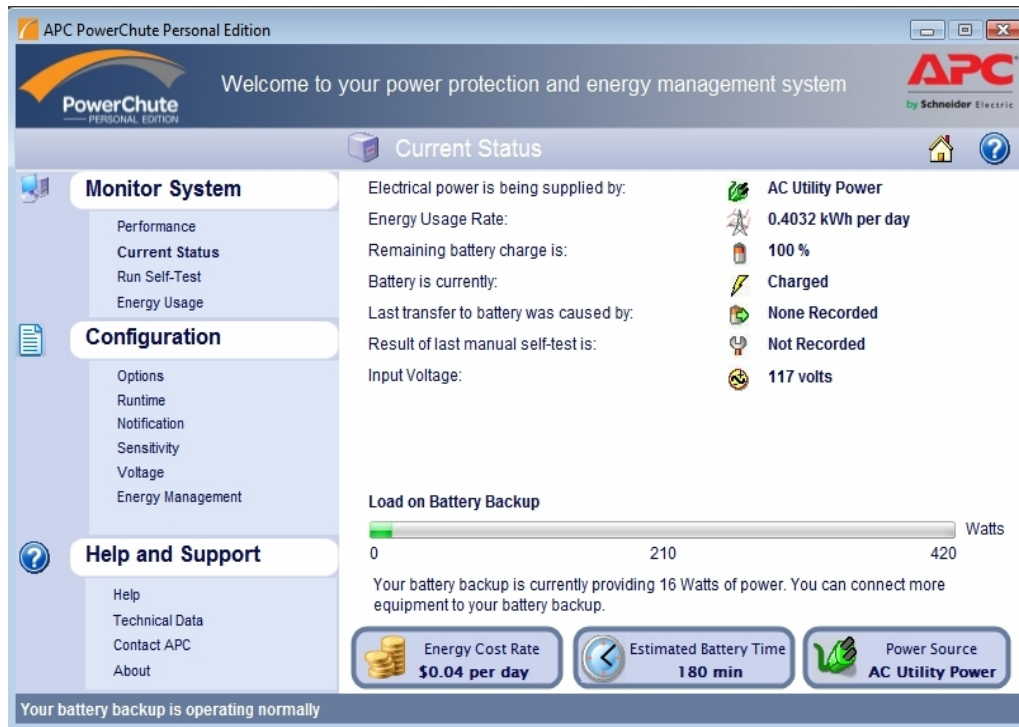 APC PowerChute Personal Edition
PowerChute
PERSONAL EDITION
Welcome to your power protection and energy management system
APC
by Schneider Electric
Current Status
Monitor System
Performance
Current Status
Run Self-Test
Energy Usage
Configuration
Options
Runtime
Notification
Sensitivity
Voltage
Energy Management
Help and Support
Help
Technical Data
Contact APC
About
Electrical power is being supplied by: AC Utility Power
Energy Usage Rate: 0.4032 kWh per day
Remaining battery charge is: 100 %
Battery is currently: Charged
Last transfer to battery was caused by: None Recorded
Result of last manual self-test is: Not Recorded
Input Voltage: 117 volts
Load on Battery Backup
Watts
0 210 420
Your battery backup is currently providing 16 Watts of power. You can connect more
equipment to your battery backup.
Energy Cost Rate
$0.04 per day
Estimated Battery Time
180 min
Power Source
AC Utility Power
Your battery backup is operating normally